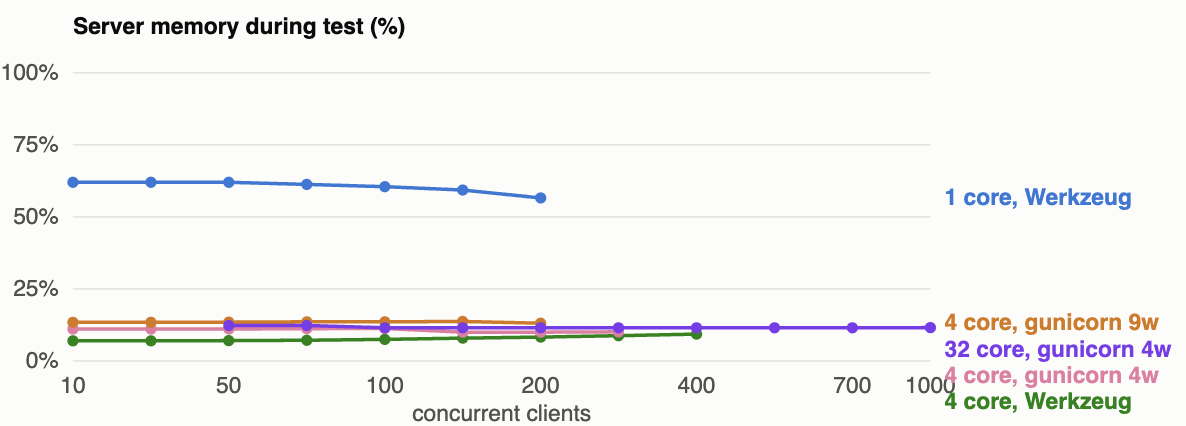 Server memory during test (%)
100%
75%
50%
25%
0%
10 50 100 200 400 700 1000
concurrent clients
1 core, Werkzeug
4 core, gunicorn 9w
32 core, gunicorn 4w
4 core, gunicorn 4w
4 core, Werkzeug